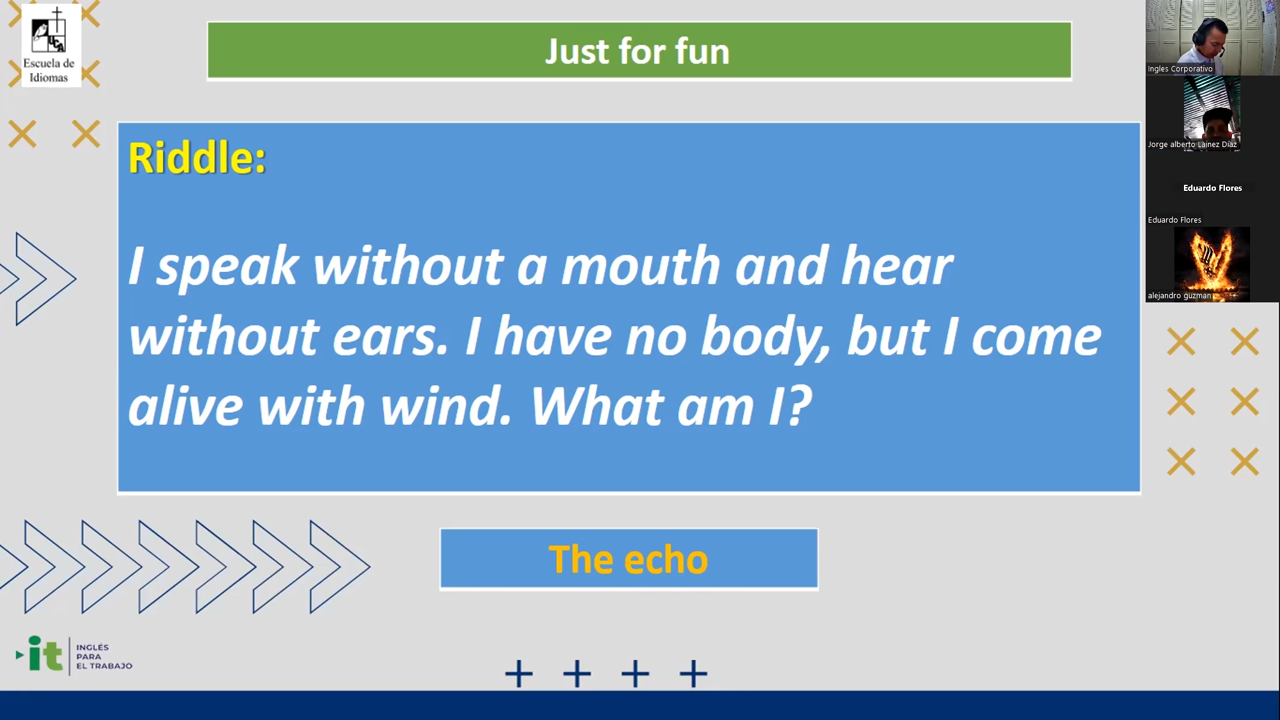 UCA
Escuela de
Idiomas
Just for fun
Riddle:
I speak without a mouth and hear
without ears. I have no body, but I come
alive with wind. What am I?
The echo
it
INGLÉS
PARA
EL TRABAJO
Ingles Corporativo
Jorge alberto Lainez Díaz
Eduardo Flores
Eduardo Flores
alejandro guzman